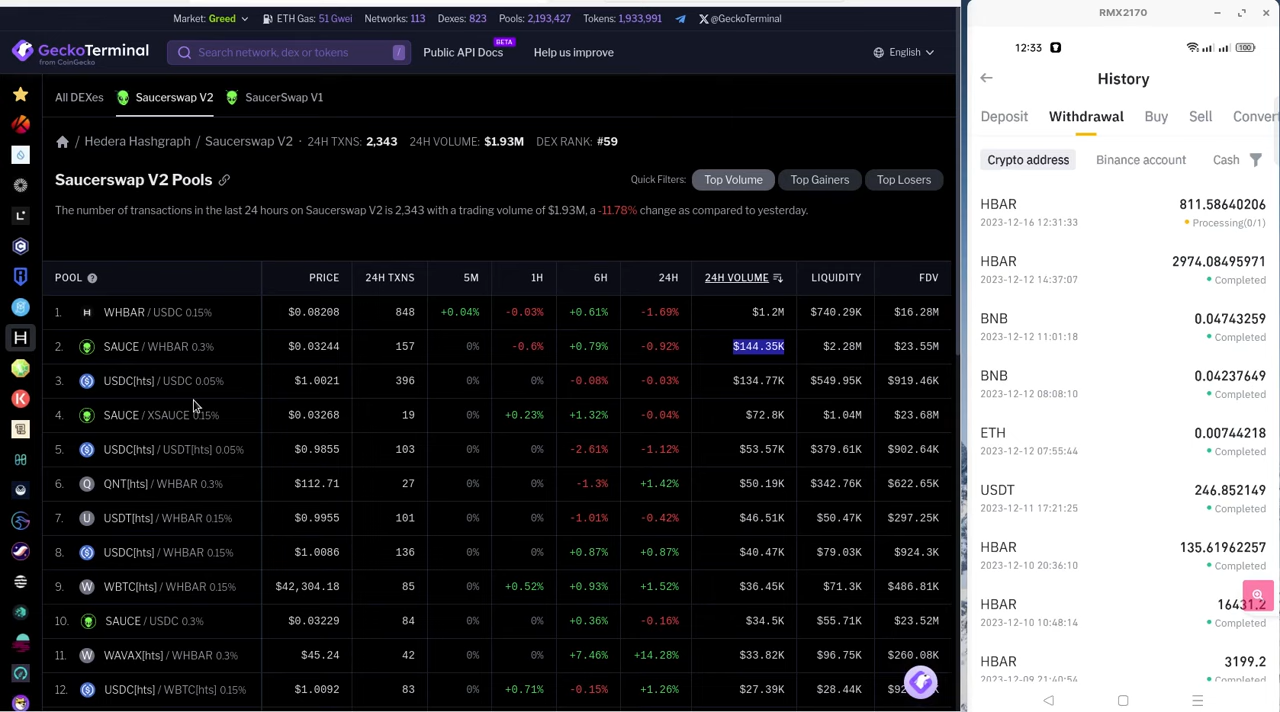 Market: Greed ETH Gas: 51 Gwei Networks: 113 Dexes: 823 Pools: 2,193,427 Tokens: 1,933,991 @GeckoTerminal
GeckoTerminal
from CoinGecko
Search network, dex or tokens /
Public API Docs BETA
Help us improve
English
All DEXes Saucerswap V2 SaucerSwap V1
/ Hedera Hashgraph / Saucerswap V2 · 24H TXNS: 2,343 24H VOLUME: $1.93M DEX RANK: #59
Saucerswap V2 Pools
Quick Filters: Top Volume Top Gainers Top Losers
The number of transactions in the last 24 hours on Saucerswap V2 is 2,343 with a trading volume of $1.93M, a -11.78% change as compared to yesterday.
POOL PRICE 24H TXNS 5M 1H 6H 24H 24H VOLUME LIQUIDITY FDV
1. H WHBAR / USDC 0.15% $0.08208 848 +0.04% -0.03% +0.61% -1.69% $1.2M $740.29K $16.28M
2. SAUCE / WHBAR 0.3% $0.03244 157 0% -0.6% +0.79% -0.92% $144.35K $2.28M $23.55M
3. USDC[hts] / USDC 0.05% $1.0021 396 0% 0% -0.08% -0.03% $134.77K $549.95K $919.46K
4. SAUCE / XSAUCE 0.15% $0.03268 19 0% +0.23% +1.32% -0.04% $72.8K $1.04M $23.68M
5. USDC[hts] / USDT[hts] 0.05% $0.9855 103 0% 0% -2.61% -1.12% $53.57K $379.61K $902.64K
6. Q QNT[hts] / WHBAR 0.3% $112.71 27 0% 0% -1.3% +1.42% $50.19K $342.76K $622.65K
7. U USDT[hts] / WHBAR 0.15% $0.9955 101 0% 0% -1.01% -0.42% $46.51K $50.47K $297.25K
8. USDC[hts] / WHBAR 0.15% $1.0086 136 0% 0% +0.87% +0.87% $40.47K $79.03K $924.3K
9. W WBTC[hts] / WHBAR 0.15% $42,304.18 85 0% +0.52% +0.93% +1.52% $36.45K $71.3K $486.81K
10. SAUCE / USDC 0.3% $0.03229 84 0% 0% +0.36% -0.16% $34.5K $55.71K $23.52M
11. W WAVAX[hts] / WHBAR 0.3% $45.24 42 0% 0% +7.46% +14.28% $33.82K $96.75K $260.08K
12. USDC[hts] / WBTC[hts] 0.15% $1.0092 83 0% +0.71% -0.15% +1.26% $27.39K $28.44K
RMX2170
12:33 100
History
Deposit Withdrawal Buy Sell Conver
Crypto address Binance account Cash
HBAR 811.58640206
2023-12-16 12:31:33 Processing(0/1)
HBAR 2974.08495971
2023-12-12 14:37:07 Completed
BNB 0.04743259
2023-12-12 11:01:18 Completed
BNB 0.04237649
2023-12-12 08:08:10 Completed
ETH 0.00744218
2023-12-12 07:55:44 Completed
USDT 246.852149
2023-12-11 17:21:25 Completed
HBAR 135.61962257
2023-12-10 20:36:10 Completed
HBAR 16431.2
2023-12-10 10:48:14 Completed
HBAR 3199.2
2023-12-09 21:40:54 Completed